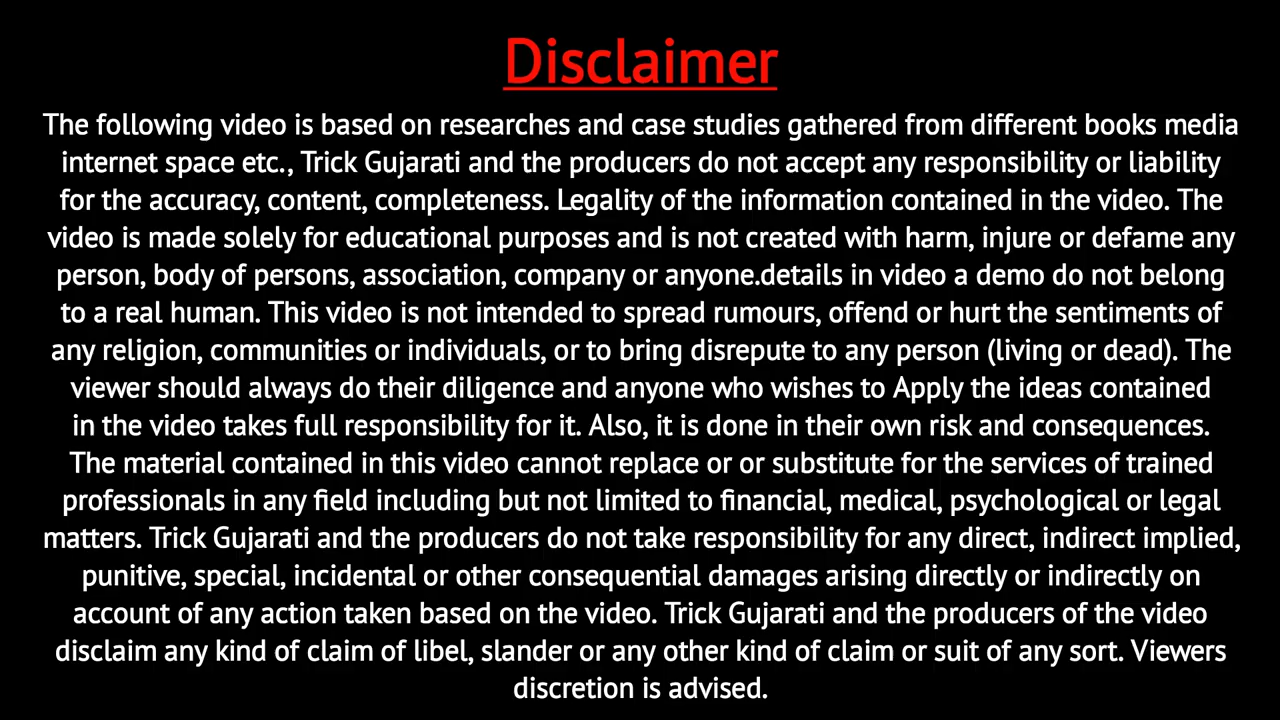 Disclaimer
The following video is based on researches and case studies gathered from different books media
internet space etc., Trick Gujarati and the producers do not accept any responsibility or liability
for the accuracy, content, completeness. Legality of the information contained in the video. The
video is made solely for educational purposes and is not created with harm, injure or defame any
person, body of persons, association, company or anyone.details in video a demo do not belong
to a real human. This video is not intended to spread rumours, offend or hurt the sentiments of
any religion, communities or individuals, or to bring disrepute to any person (living or dead). The
viewer should always do their diligence and anyone who wishes to Apply the ideas contained
in the video takes full responsibility for it. Also, it is done in their own risk and consequences.
The material contained in this video cannot replace or or substitute for the services of trained
professionals in any field including but not limited to financial, medical, psychological or legal
matters. Trick Gujarati and the producers do not take responsibility for any direct, indirect implied,
punitive, special, incidental or other consequential damages arising directly or indirectly on
account of any action taken based on the video. Trick Gujarati and the producers of the video
disclaim any kind of claim of libel, slander or any other kind of claim or suit of any sort. Viewers
discretion is advised.